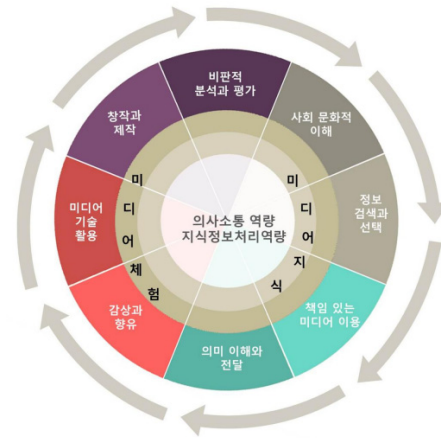 비판적
분석과 평가
사회 문화적
이해
정보
검색과
선택
책임 있는
미디어 이용
의미 이해와
전달
감상과
향유
미디어
기술
활용
창작과
제작
미디어 체험
미디어 지식
의사소통 역량
지식정보처리역량